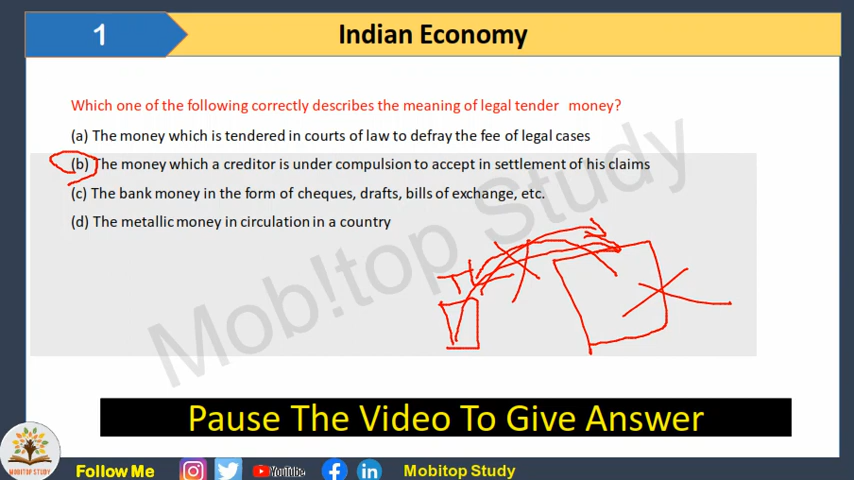 1
Indian Economy
Which one of the following correctly describes the meaning of legal tender money?
(a) The money which is tendered in courts of law to defray the fee of legal cases
(b) The money which a creditor is under compulsion to accept in settlement of his claims
(c) The bank money in the form of cheques, drafts, bills of exchange, etc.
(d) The metallic money in circulation in a country
Mob!top Study
Pause The Video To Give Answer
MOBITOP STUDY
Follow Me
YouTube
Mobitop Study